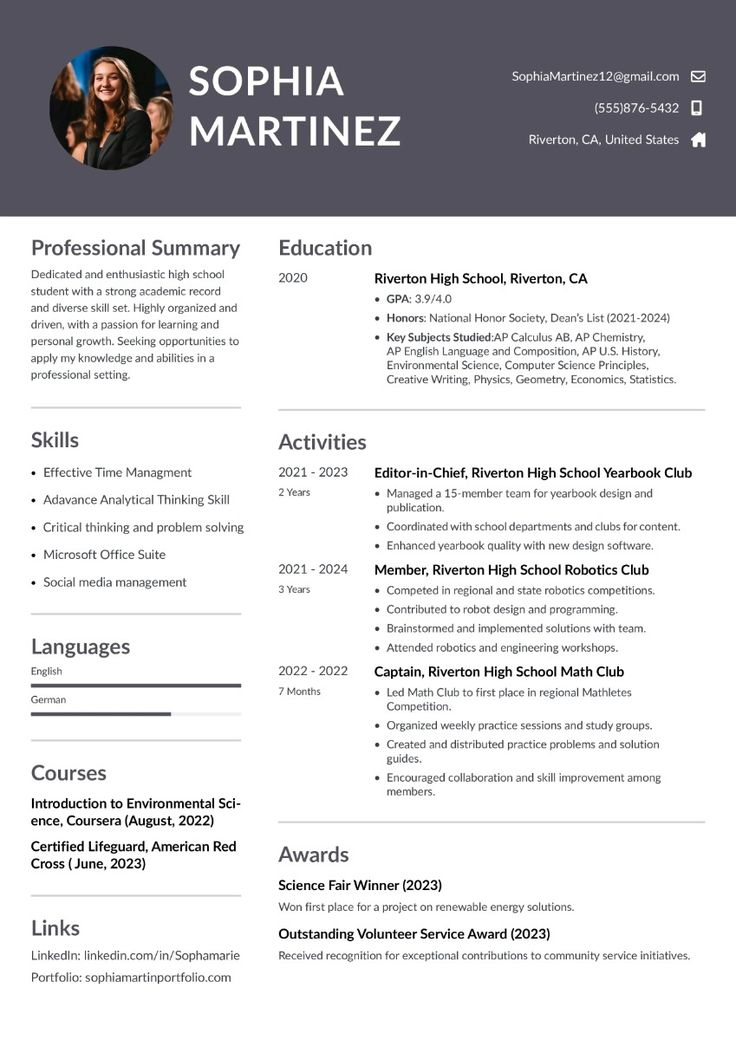 SOPHIA
MARTINEZ
SophiaMartinez12@gmail.com
(555)876-5432
Riverton, CA, United States
Professional Summary
Dedicated and enthusiastic high school
student with a strong academic record
and diverse skill set. Highly organized and
driven, with a passion for learning and
personal growth. Seeking opportunities to
apply my knowledge and abilities in a
professional setting.
Skills
• Effective Time Managment
• Adavance Analytical Thinking Skill
• Critical thinking and problem solving
• Microsoft Office Suite
• Social media management
Languages
English
German
Courses
Introduction to Environmental Sci-
ence, Coursera (August, 2022)
Certified Lifeguard, American Red
Cross ( June, 2023)
Links
LinkedIn: linkedin.com/in/Sophamarie
Portfolio: sophiamartinportfolio.com
Education
2020
Riverton High School, Riverton, CA
• GPA: 3.9/4.0
• Honors: National Honor Society, Dean's List (2021-2024)
• Key Subjects Studied:AP Calculus AB, AP Chemistry,
AP English Language and Composition, AP U.S. History,
Environmental Science, Computer Science Principles,
Creative Writing, Physics, Geometry, Economics, Statistics.
Activities
2021 - 2023
2 Years
Editor-in-Chief, Riverton High School Yearbook Club
• Managed a 15-member team for yearbook design and
publication.
• Coordinated with school departments and clubs for content.
• Enhanced yearbook quality with new design software.
2021 - 2024
3 Years
Member, Riverton High School Robotics Club
• Competed in regional and state robotics competitions.
• Contributed to robot design and programming.
• Brainstormed and implemented solutions with team.
• Attended robotics and engineering workshops.
2022 - 2022
7 Months
Captain, Riverton High School Math Club
• Led Math Club to first place in regional Mathletes
Competition.
• Organized weekly practice sessions and study groups.
• Created and distributed practice problems and solution
guides.
• Encouraged collaboration and skill improvement among
members.
Awards
Science Fair Winner (2023)
Won first place for a project on renewable energy solutions.
Outstanding Volunteer Service Award (2023)
Received recognition for exceptional contributions to community service initiatives.